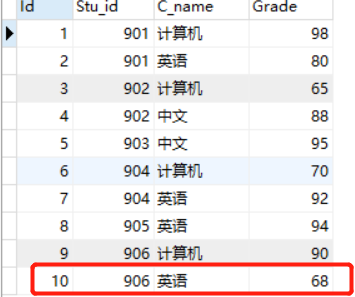 Id Stu_id C_name Grade
1 901 计算机 98
2 901 英语 80
3 902 计算机 65
4 902 中文 88
5 903 中文 95
6 904 计算机 70
7 904 英语 92
8 905 英语 94
9 906 计算机 90
10 906 英语 68